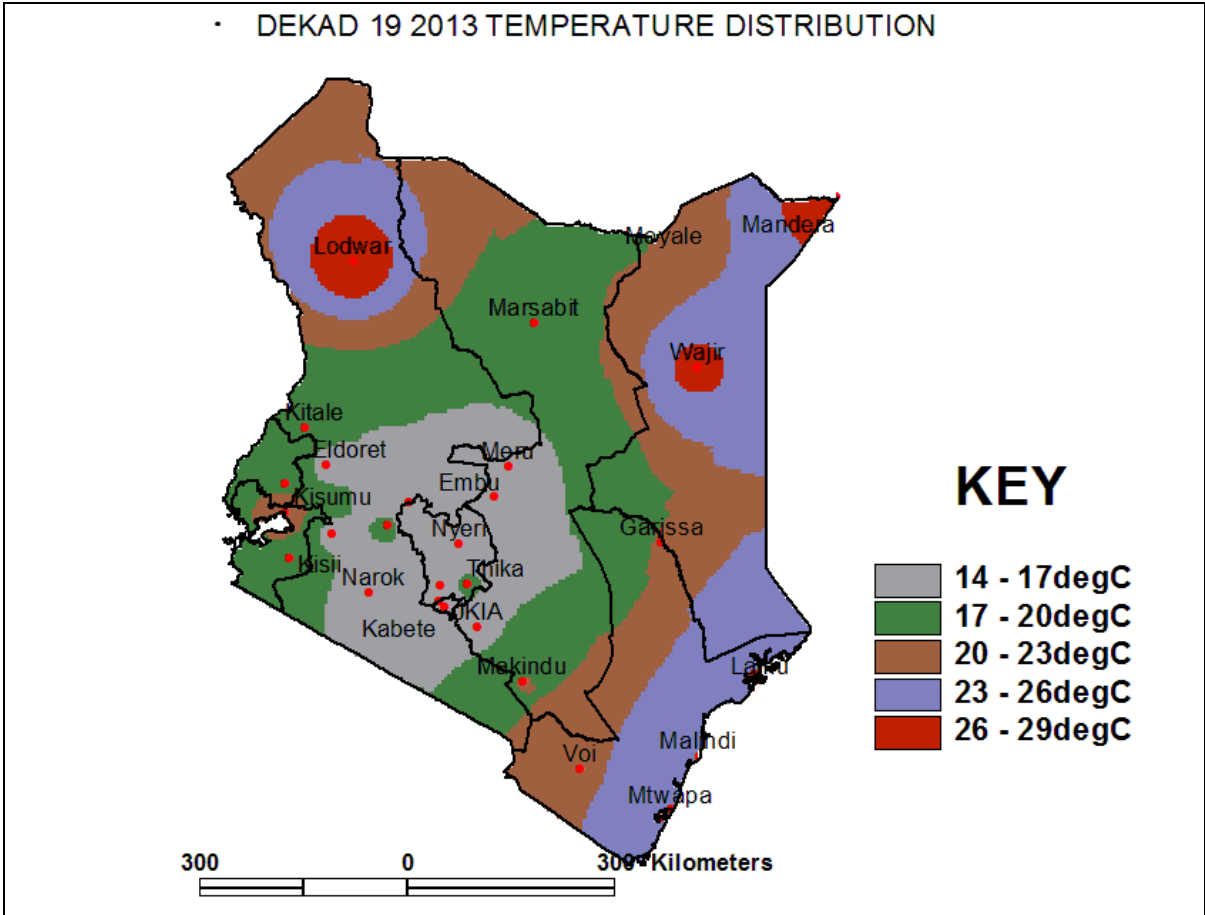 DEKAD 19 2013 TEMPERATURE DISTRIBUTION
Lodwar
Moyale
Mandera
Marsabit
Wajir
Kitale
Eldoret
Meru
Embu
Kisumu
Nyeri
Garissa
Kisii
Narok
Thika
JKIA
Kabete
Makindu
Lamu
Voi
Malindi
Mtwapa
KEY
14 - 17degC
17 - 20degC
20 - 23degC
23 - 26degC
26 - 29degC
300 0 300 Kilometers